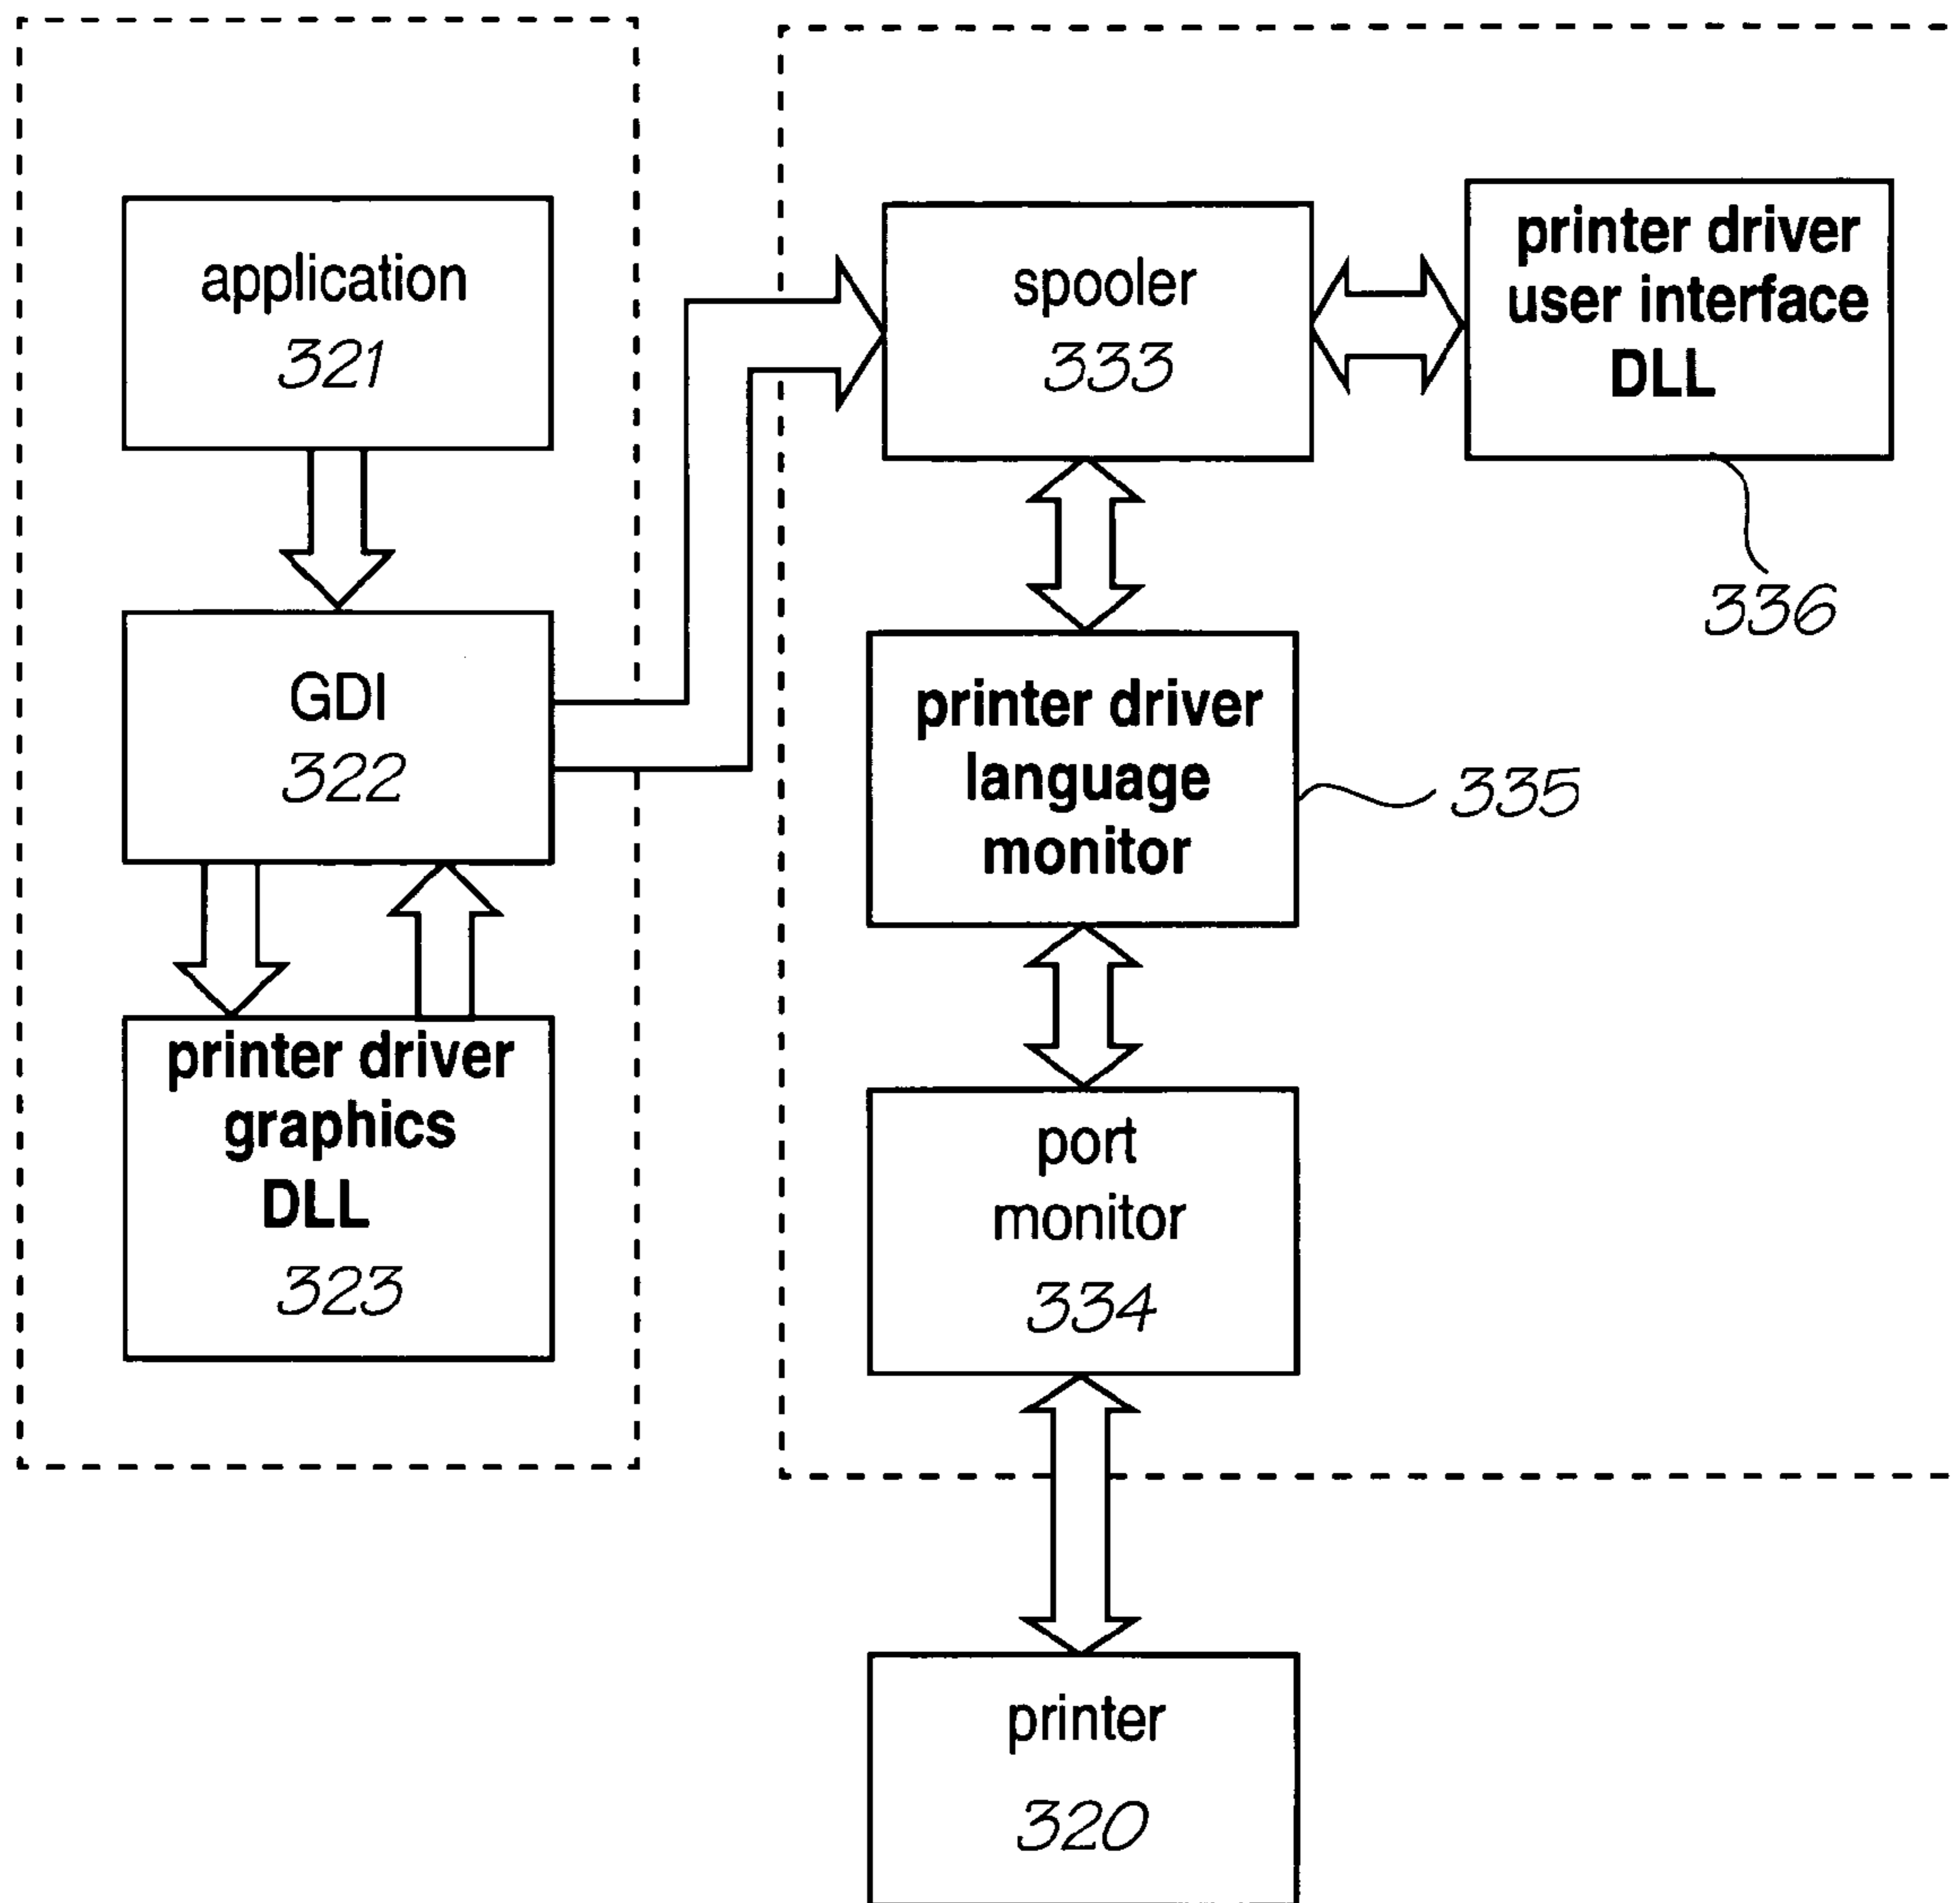 application
321
GDI
322
printer driver
graphics
DLL
323
spooler
333
printer driver
user interface
DLL
336
printer driver
language
monitor
335
port
monitor
334
printer
320